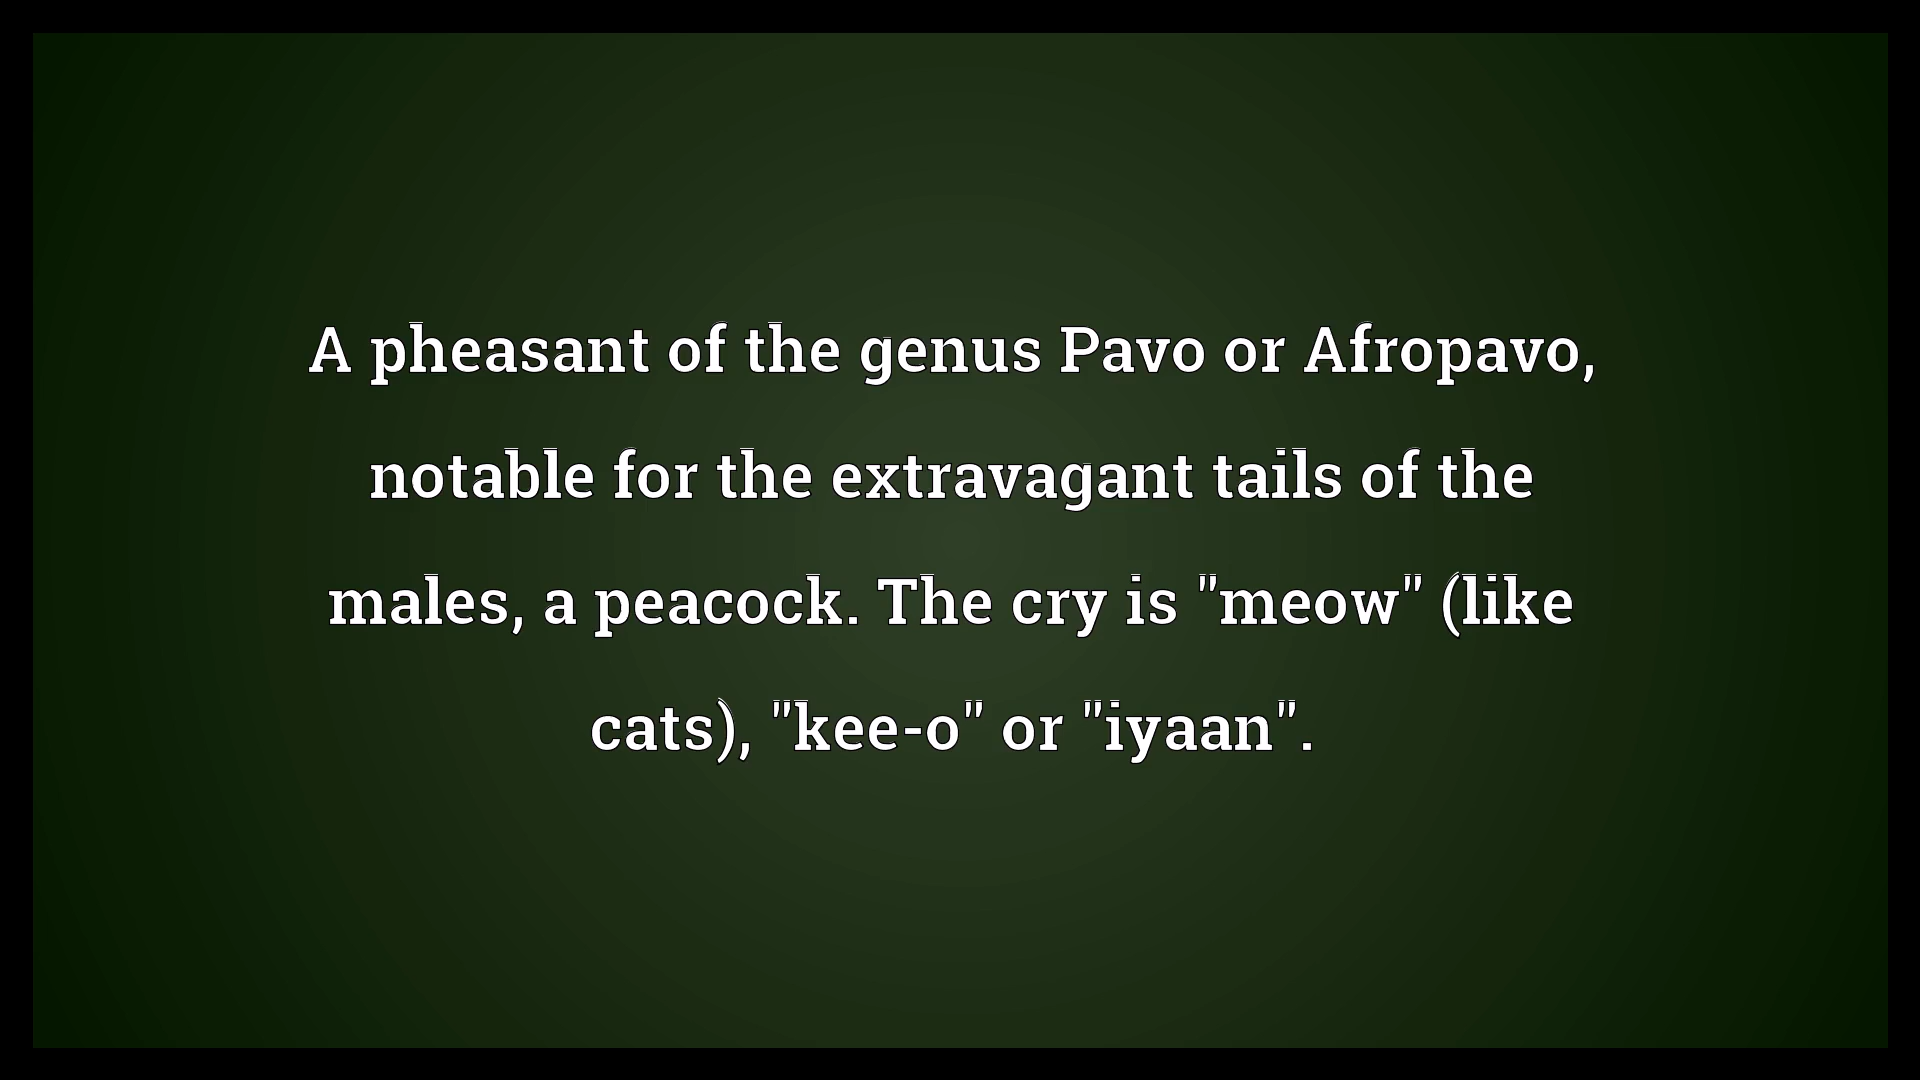 A pheasant of the genus Pavo or Afropavo,
notable for the extravagant tails of the
males, a peacock. The cry is "meow" (like
cats), "kee-o" or "iyaan".